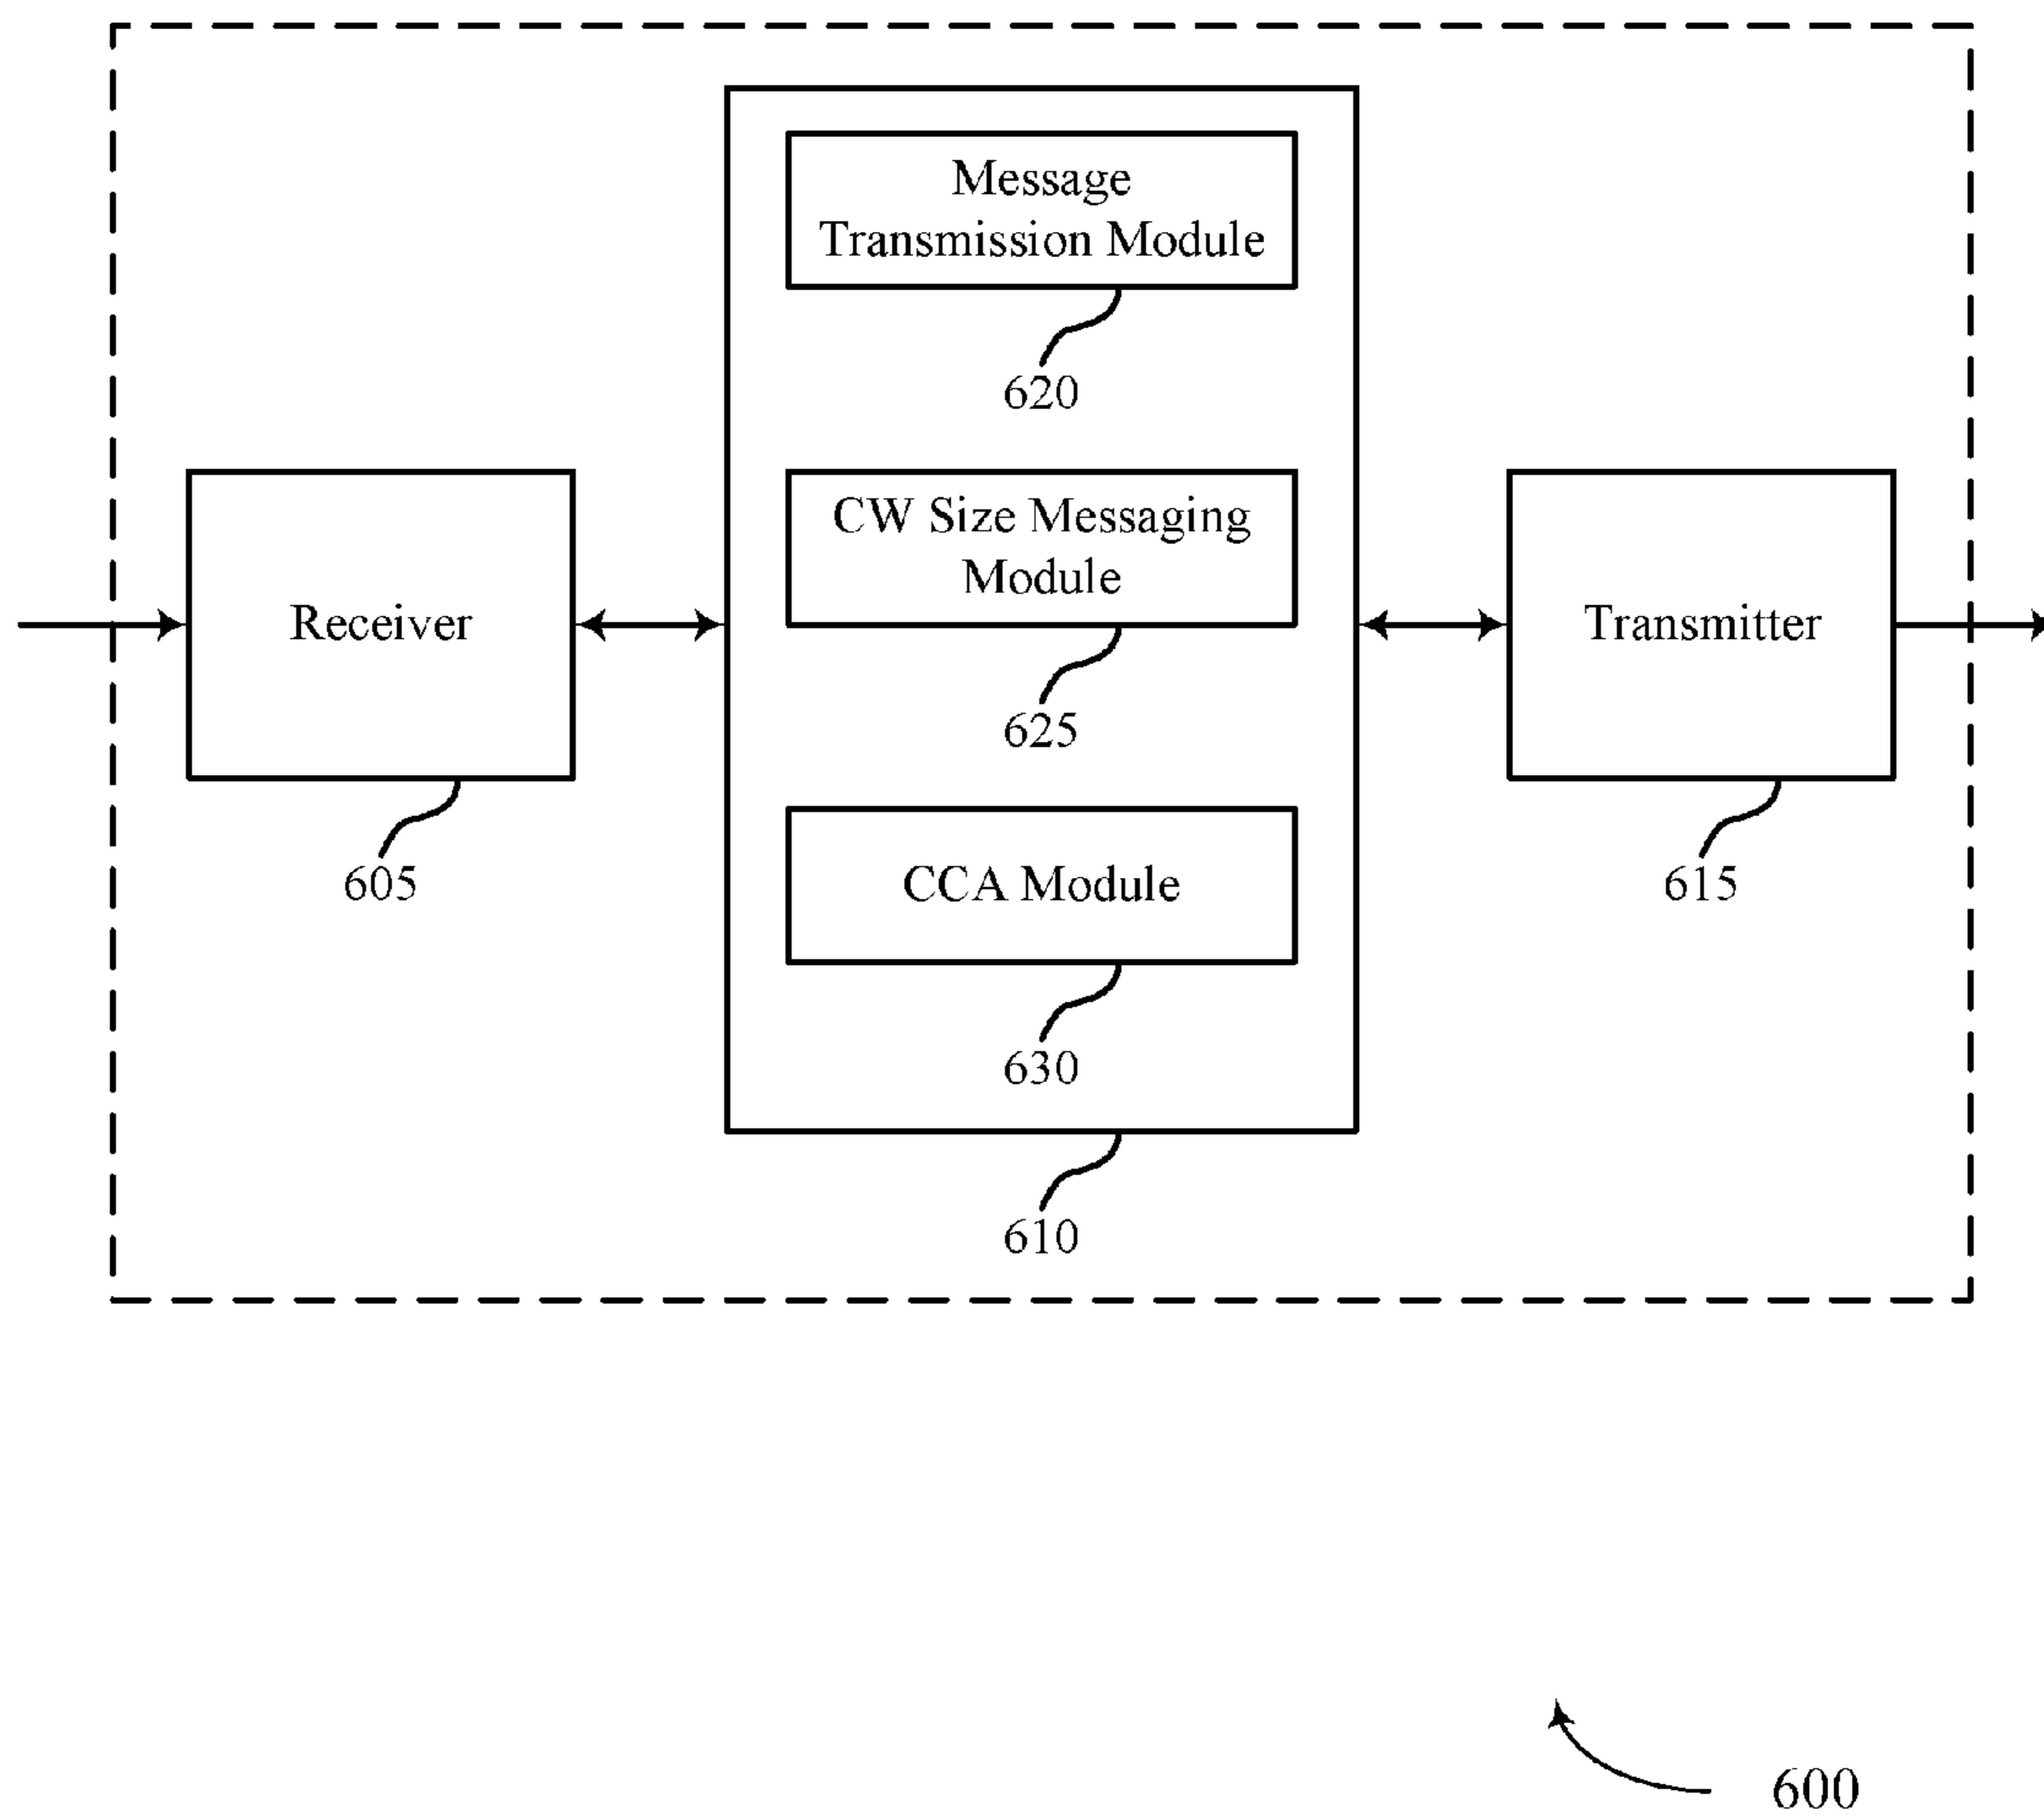 Message
Transmission Module
620
CW Size Messaging
Module
625
Receiver
605
Transmitter
615
CCA Module
630
610
600